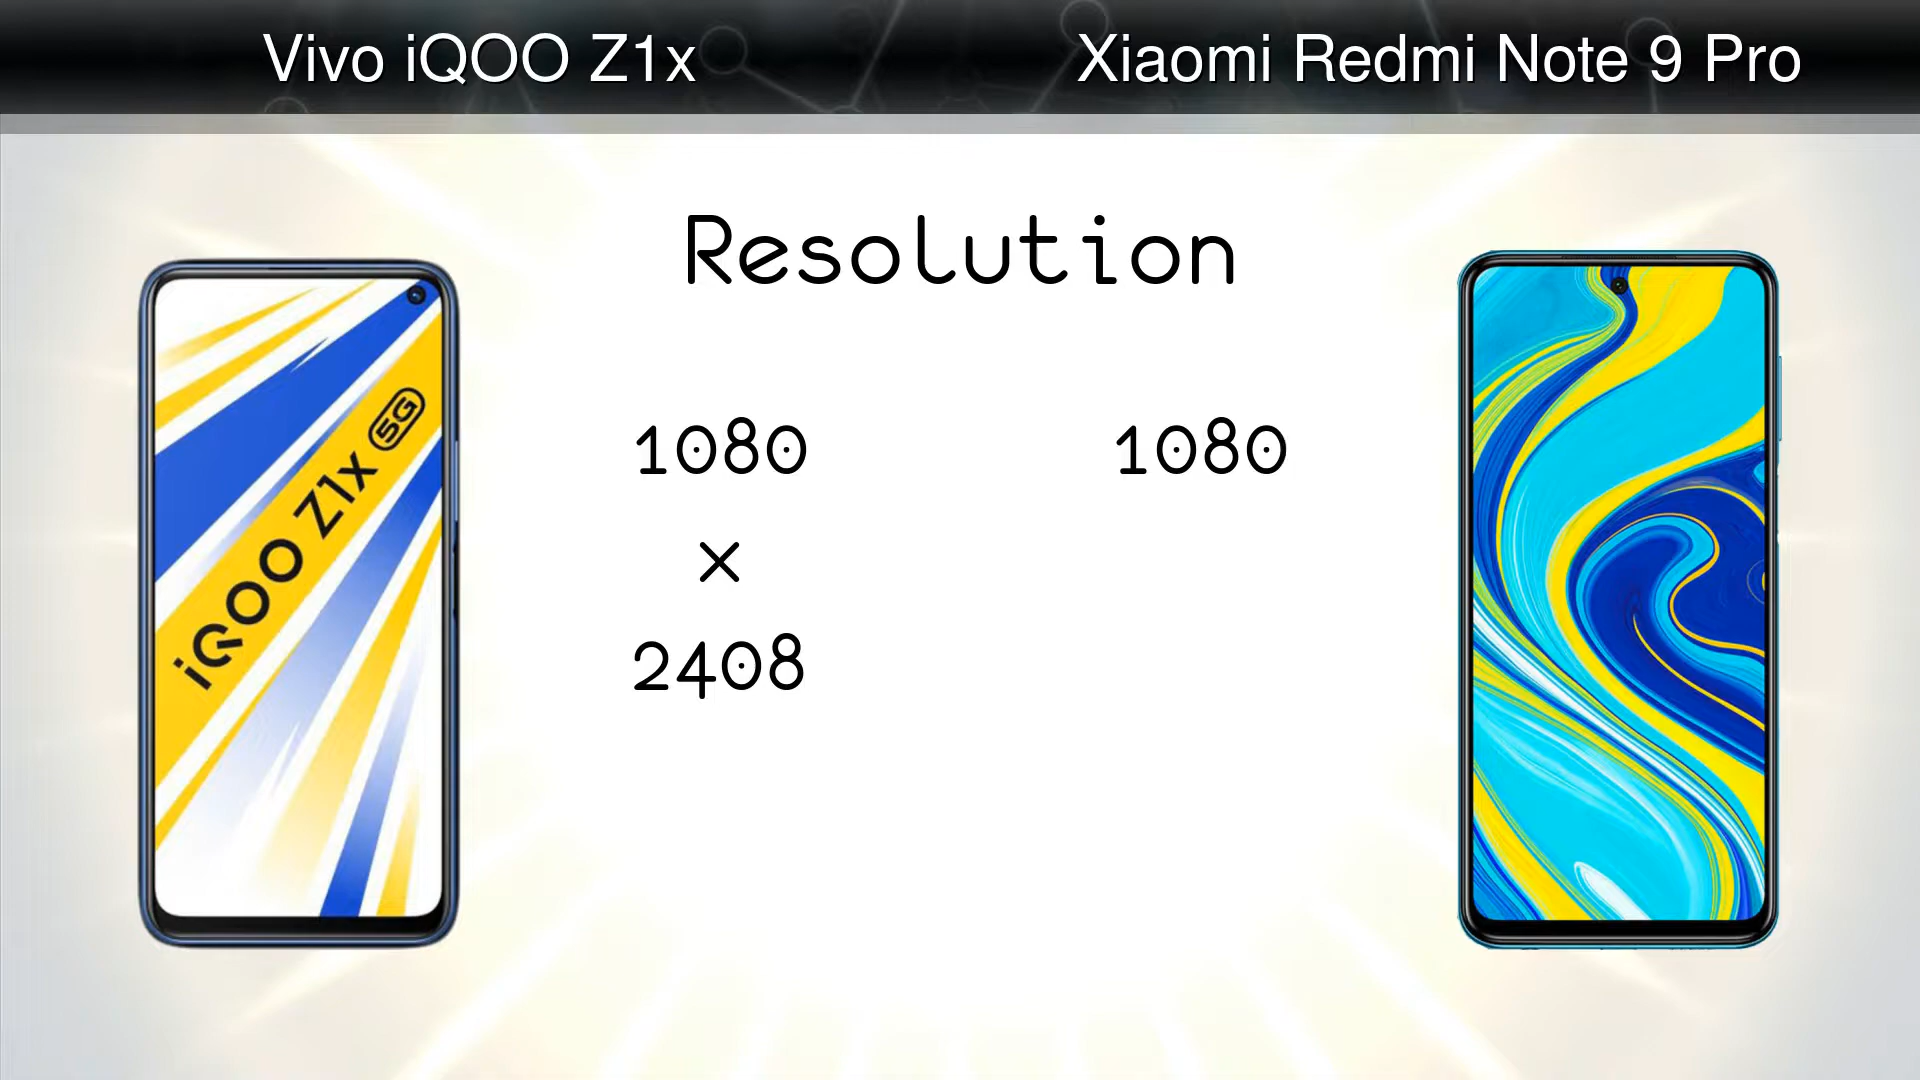 Vivo iQOO Z1x
Xiaomi Redmi Note 9 Pro
Resolution
1080
×
2408
1080
iQOO Z1x 5G